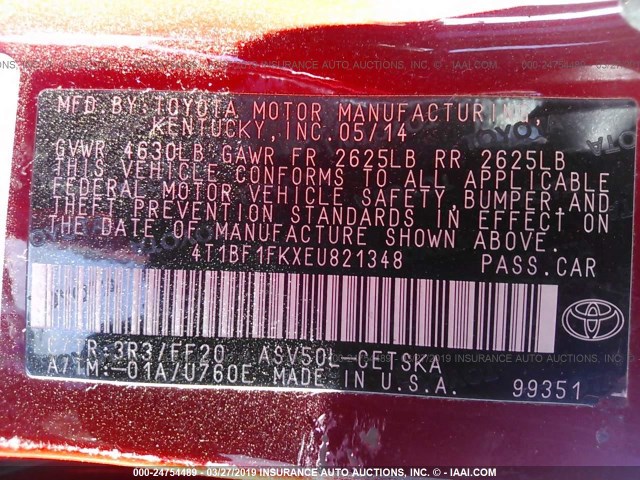 MFD BY: TOYOTA MOTOR MANUFACTURING,
KENTUCKY, INC. 05/14
GVWR 4630LB GAWR FR 2625LB RR 2625LB
THIS VEHICLE CONFORMS TO ALL APPLICABLE
FEDERAL MOTOR VEHICLE SAFETY, BUMPER AND
THEFT PREVENTION STANDARDS IN EFFECT ON
THE DATE OF MANUFACTURE SHOWN ABOVE.
4T1BF1FKXEU821348 PASS.CAR
C/TR:3R3/FF20 ASV50L-CETSKA
A/TM:-01A/U760E MADE IN U.S.A. 99351
TOYOTA
000-24754489 - 03/27/2019 INSURANCE AUTO AUCTIONS, INC. - © IAAI.COM